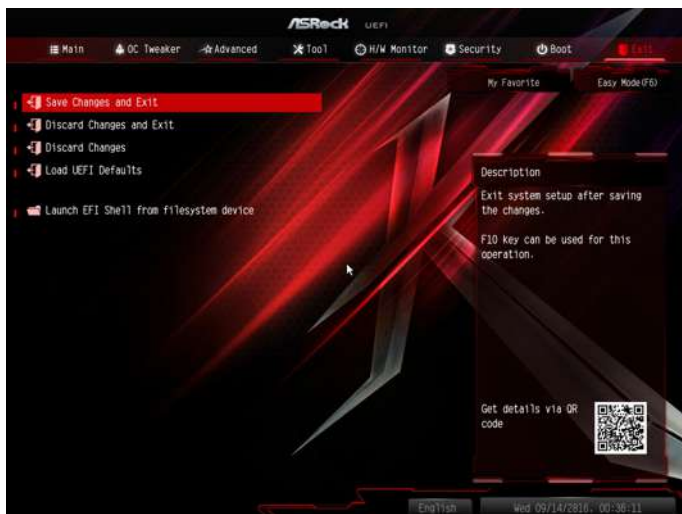 ASRock UEFI
Main OC Tweaker Advanced Tool H/W Monitor Security Boot Exit
My Favorite Easy Mode(F6)
Save Changes and Exit
Discard Changes and Exit
Discard Changes
Load UEFI Defaults
Launch EFI Shell from filesystem device
Description
Exit system setup after saving
the changes.
F10 key can be used for this
operation.
Get details via QR
code
English Wed 09/14/2016. 00:36:11